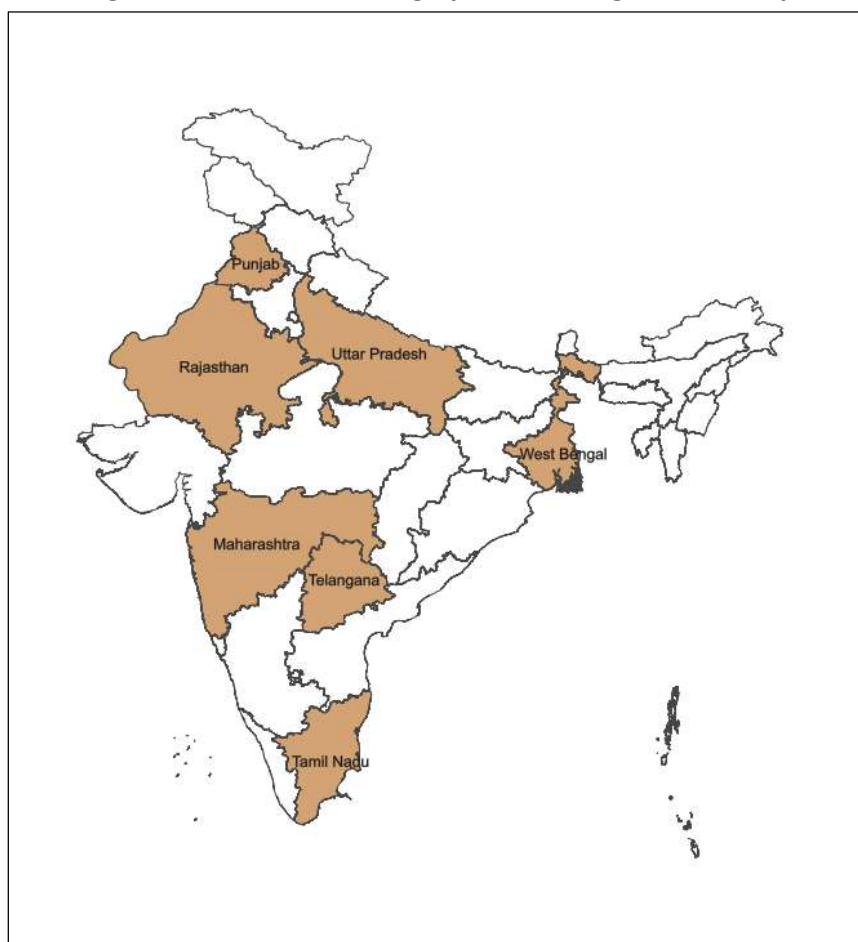 Punjab
Uttar Pradesh
Rajasthan
West Bengal
Maharashtra
Telangana
Tamil Nadu